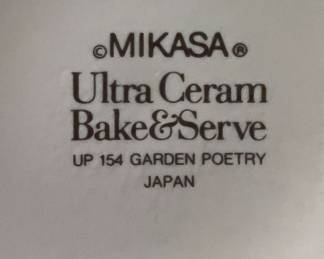 ©MIKASA®
Ultra Ceram
Bake&Serve
UP 154 GARDEN POETRY
JAPAN